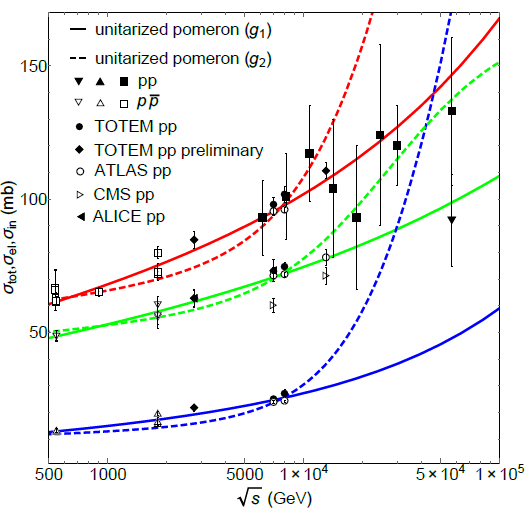 unitarized pomeron (g1)
unitarized pomeron (g2)
pp
pp̅
TOTEM pp
TOTEM pp preliminary
ATLAS pp
CMS pp
ALICE pp
150
100
50
σtot,σel,σin (mb)
500 1000 5000 1×10⁴ 5×10⁴ 1×10⁵
√s (GeV)